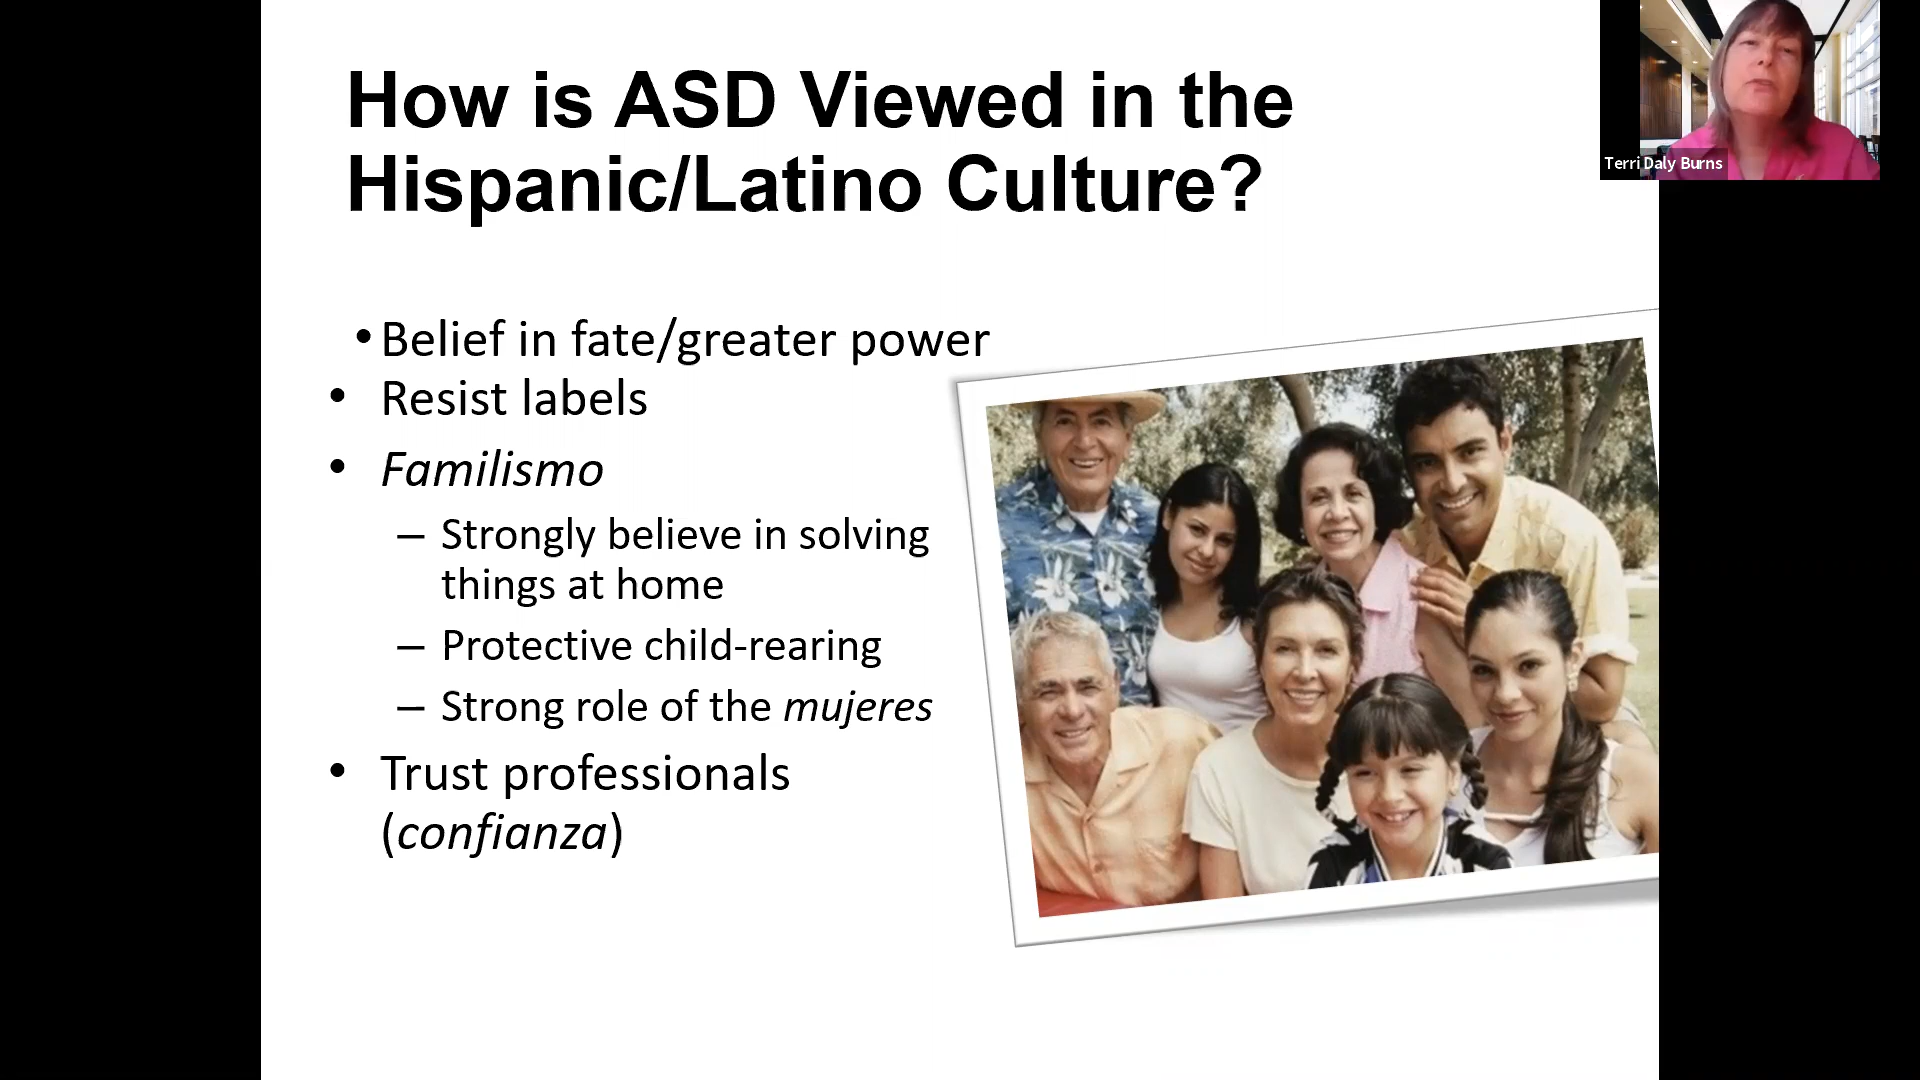 How is ASD Viewed in the
Hispanic/Latino Culture?
• Belief in fate/greater power
• Resist labels
• Familismo
– Strongly believe in solving
things at home
– Protective child-rearing
– Strong role of the mujeres
• Trust professionals
(confianza)
Terri Daly Burns